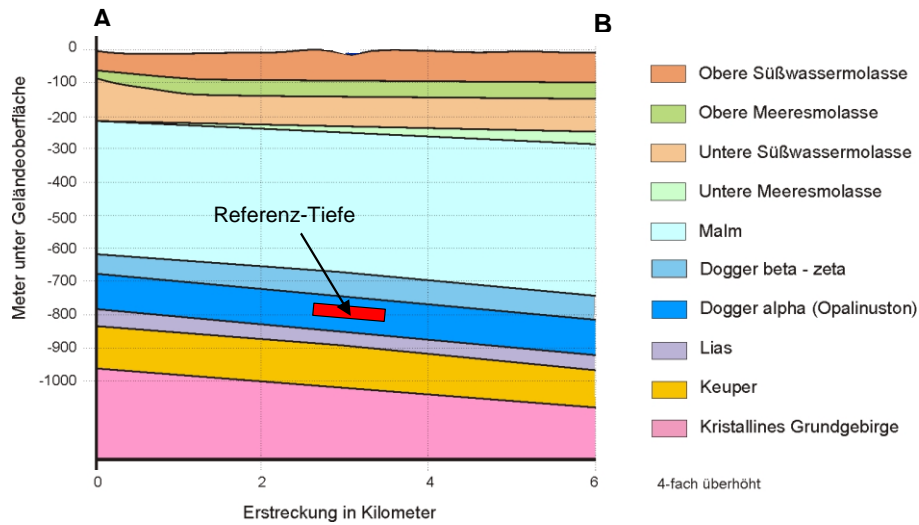 A
B
0
-100
-200
-300
-400
-500
-600
-700
-800
-900
-1000
Meter unter Geländeoberfläche
Referenz-Tiefe
0
2
4
6
Erstreckung in Kilometer
Obere Süßwassermolasse
Obere Meeresmolasse
Untere Süßwassermolasse
Untere Meeresmolasse
Malm
Dogger beta - zeta
Dogger alpha (Opalinuston)
Lias
Keuper
Kristallines Grundgebirge
4-fach überhöht